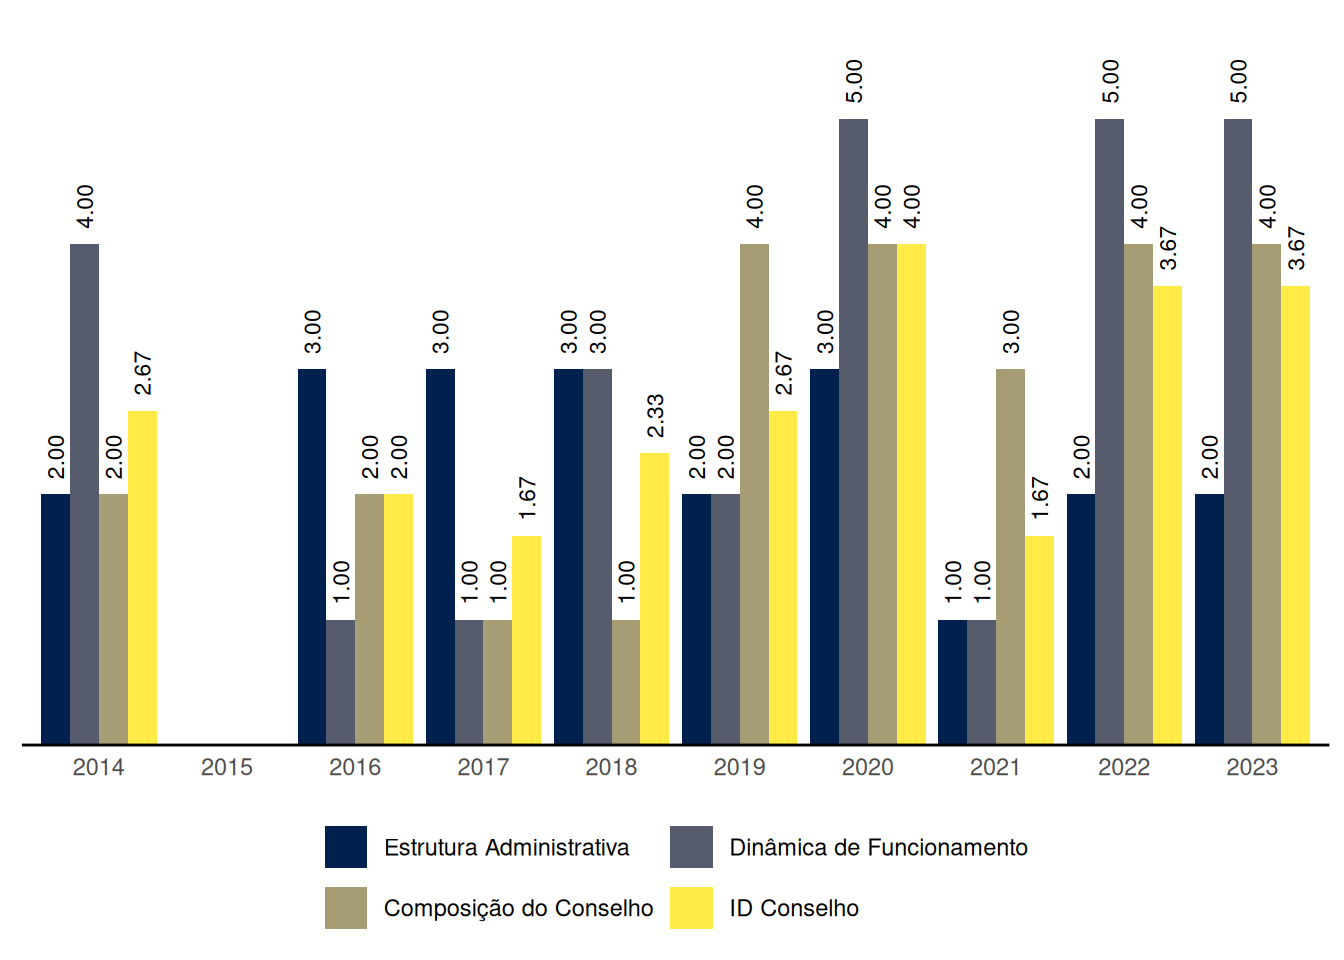 2.00 4.00 2.00 2.67
3.00 1.00 2.00 2.00
3.00 1.00 1.00 1.67
3.00 3.00 1.00 2.33
2.00 2.00 4.00 2.67
3.00 5.00 4.00 4.00
1.00 1.00 3.00 1.67
2.00 5.00 4.00 3.67
2.00 5.00 4.00 3.67
2014 2015 2016 2017 2018 2019 2020 2021 2022 2023
Estrutura Administrativa Dinâmica de Funcionamento
Composição do Conselho ID Conselho